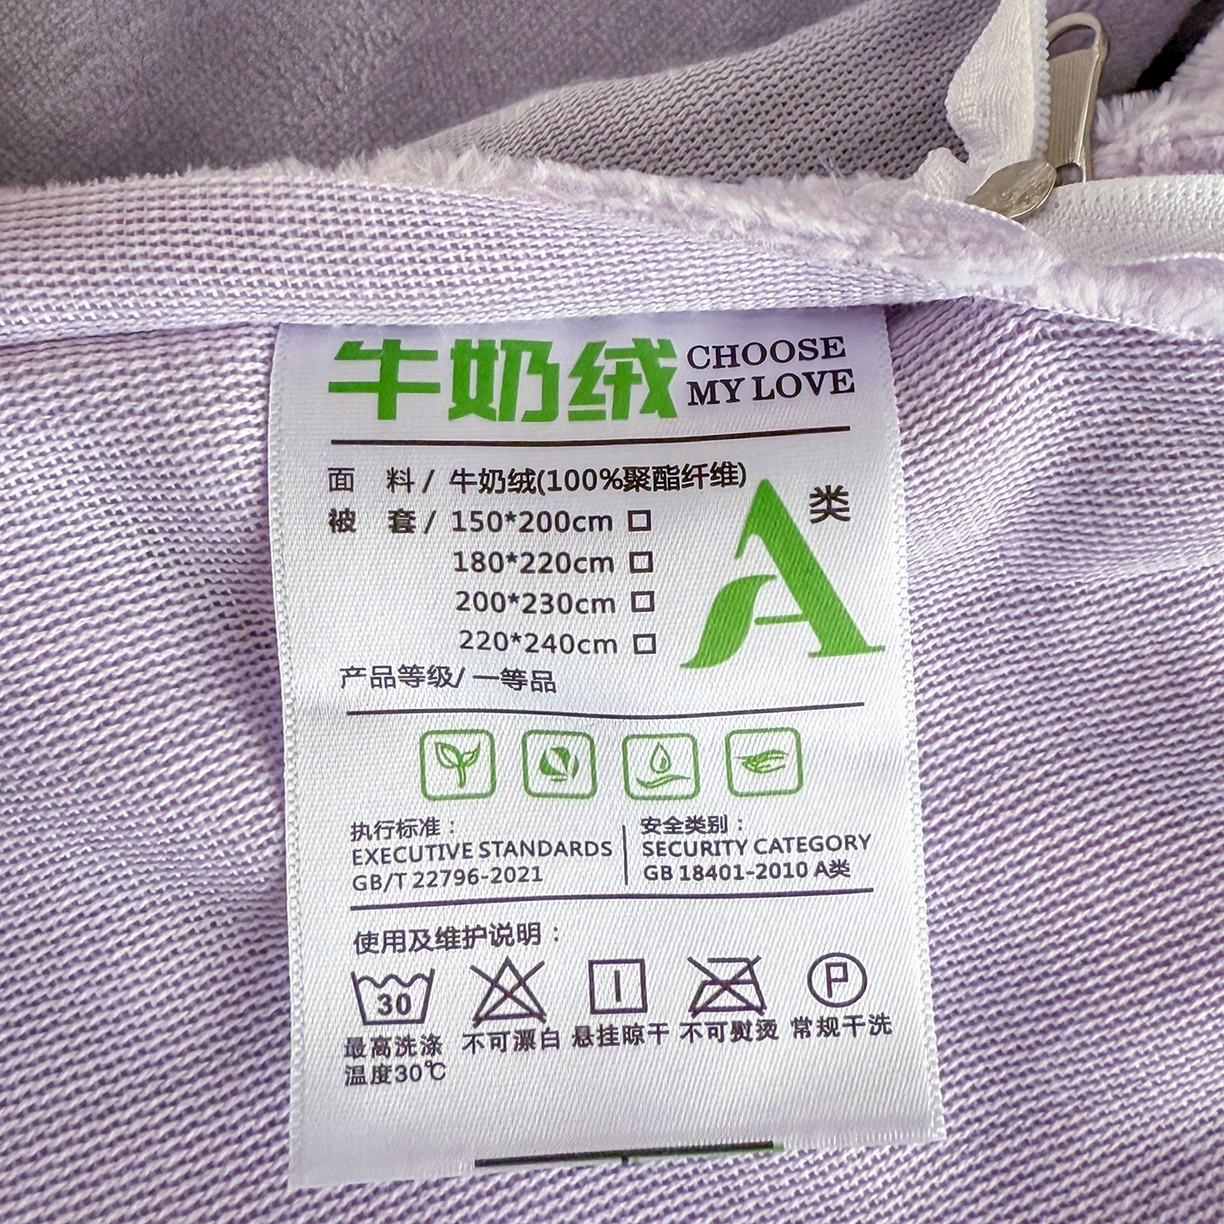 牛奶绒 CHOOSE
MY LOVE
面 料 / 牛奶绒(100%聚酯纤维)
被 套 / 150*200cm
180*220cm
200*230cm
220*240cm
A类
产品等级/ 一等品
执行标准：
EXECUTIVE STANDARDS
GB/T 22796-2021
安全类别：
SECURITY CATEGORY
GB 18401-2010 A类
使用及维护说明：
30
P
最高洗涤
温度30℃
不可漂白
悬挂晾干
不可熨烫
常规干洗